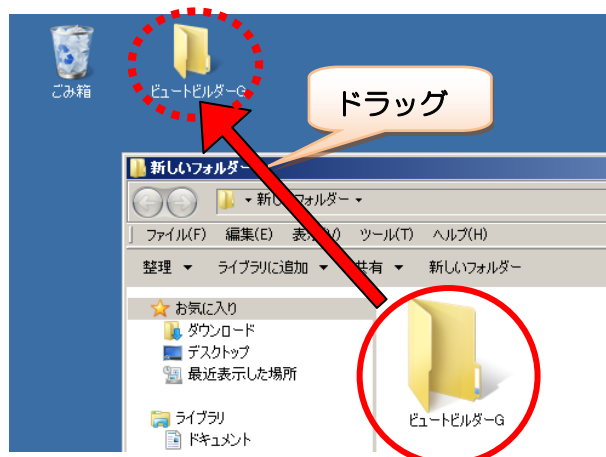 ごみ箱
ビュートビルダーG
ドラッグ
新しいフォルダー
新しいフォルダー
ファイル(F) 編集(E) 表示(V) ツール(T) ヘルプ(H)
整理 ライブラリに追加 共有 新しいフォルダー
お気に入り
ダウンロード
デスクトップ
最近表示した場所
ライブラリ
ドキュメント
ビュートビルダーG